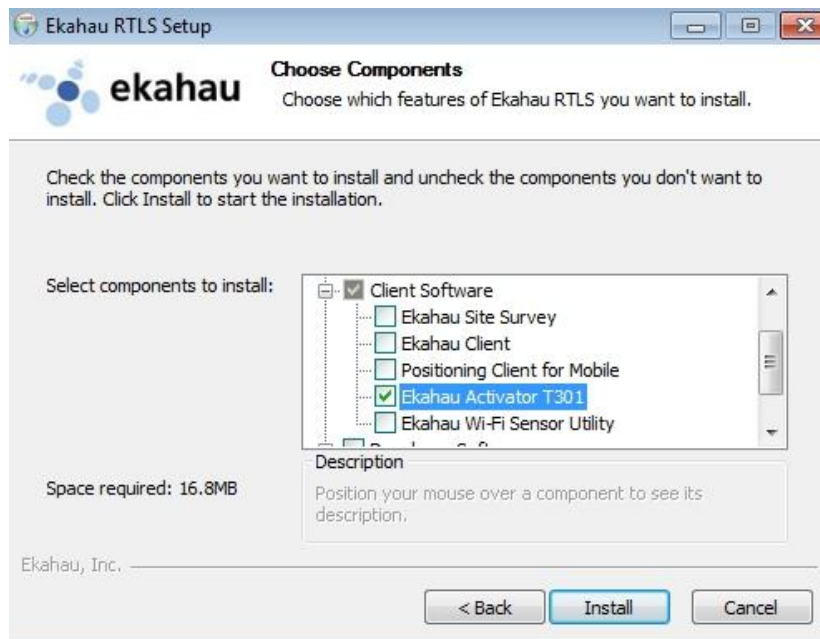 Ekahau RTLS Setup
ekahau
Choose Components
Choose which features of Ekahau RTLS you want to install.
Check the components you want to install and uncheck the components you don't want to
install. Click Install to start the installation.
Select components to install:
Client Software
Ekahau Site Survey
Ekahau Client
Positioning Client for Mobile
Ekahau Activator T301
Ekahau Wi-Fi Sensor Utility
Description
Space required: 16.8MB
Position your mouse over a component to see its
description.
Ekahau, Inc.
< Back
Install
Cancel